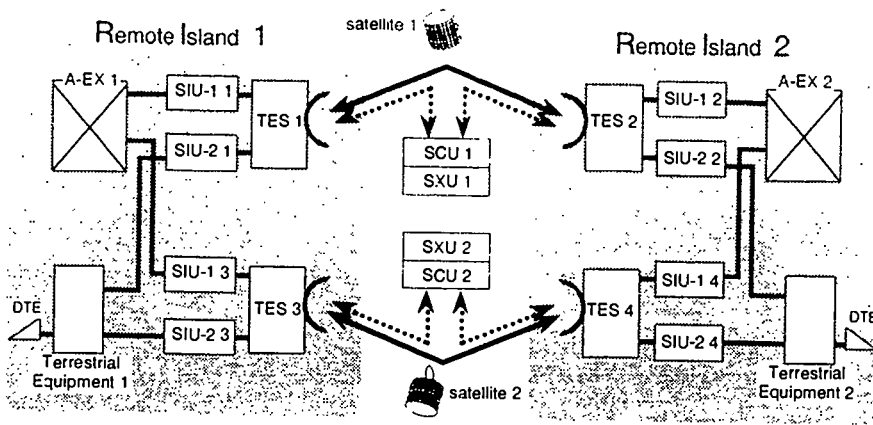 Remote Island 1
satellite 1
Remote Island 2
A-EX 1
SIU-1 1
TES 1
SIU-2 1
SCU 1
SXU 1
TES 2
SIU-1 2
SIU-2 2
A-EX 2
SXU 2
SCU 2
DTE
Terrestrial
Equipment 1
SIU-1 3
TES 3
SIU-2 3
satellite 2
TES 4
SIU-1 4
SIU-2 4
DTE
Terrestrial
Equipment 2